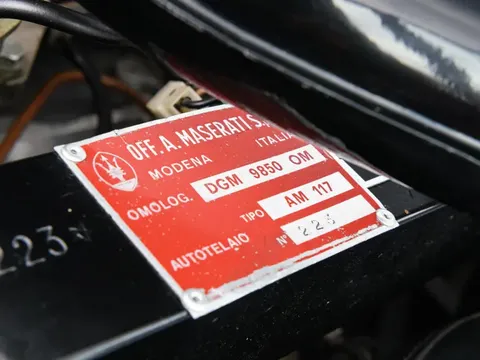 OFF. A. MASERATI S.
MODENA ITALIA
OMOLOG. DGM 9850 OM
TIPO AM 117
AUTOTELAIO N°
223